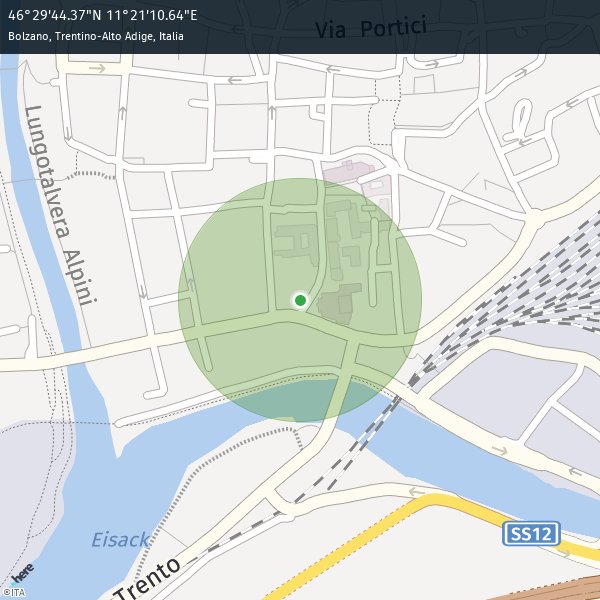 46°29'44.37"N 11°21'10.64"E
Bolzano, Trentino-Alto Adige, Italia
Via Portici
Lungotalvera Alpini
Eisack
Trento
SS12
here
©ITA